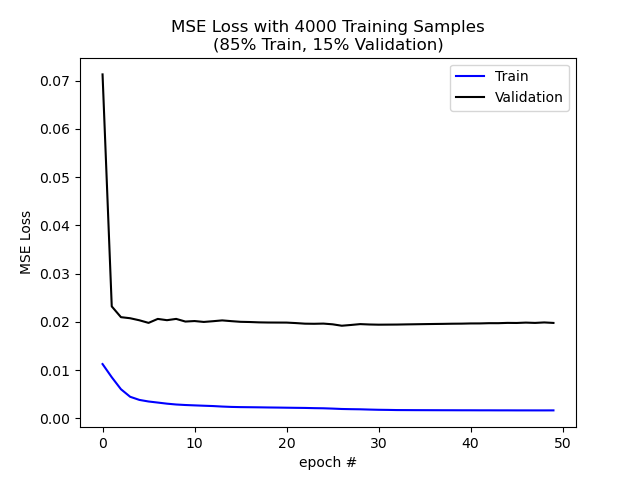 MSE Loss with 4000 Training Samples
(85% Train, 15% Validation)
Train
Validation
0.07
0.06
0.05
0.04
0.03
0.02
0.01
0.00
MSE Loss
0 10 20 30 40 50
epoch #